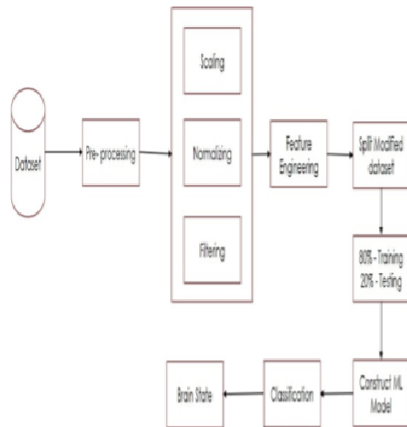 Dataset
Pre- processing
Scaling
Normalizing
Filtering
Feature
Engineering
Split Modified
dataset
80% - Training
20% - Testing
Construct ML
Model
Classification
Brain State